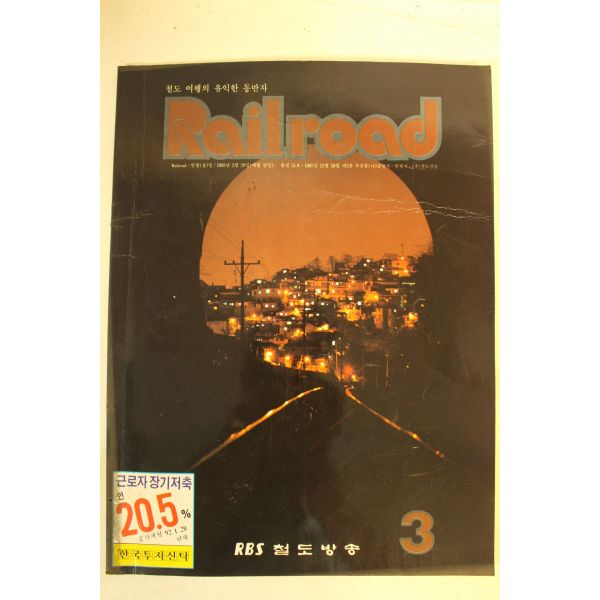 철도 여행의 유익한 동반자
Railroad
RBS 철도방송
3
근로자 장기저축
연
20.5%
한국투자신탁